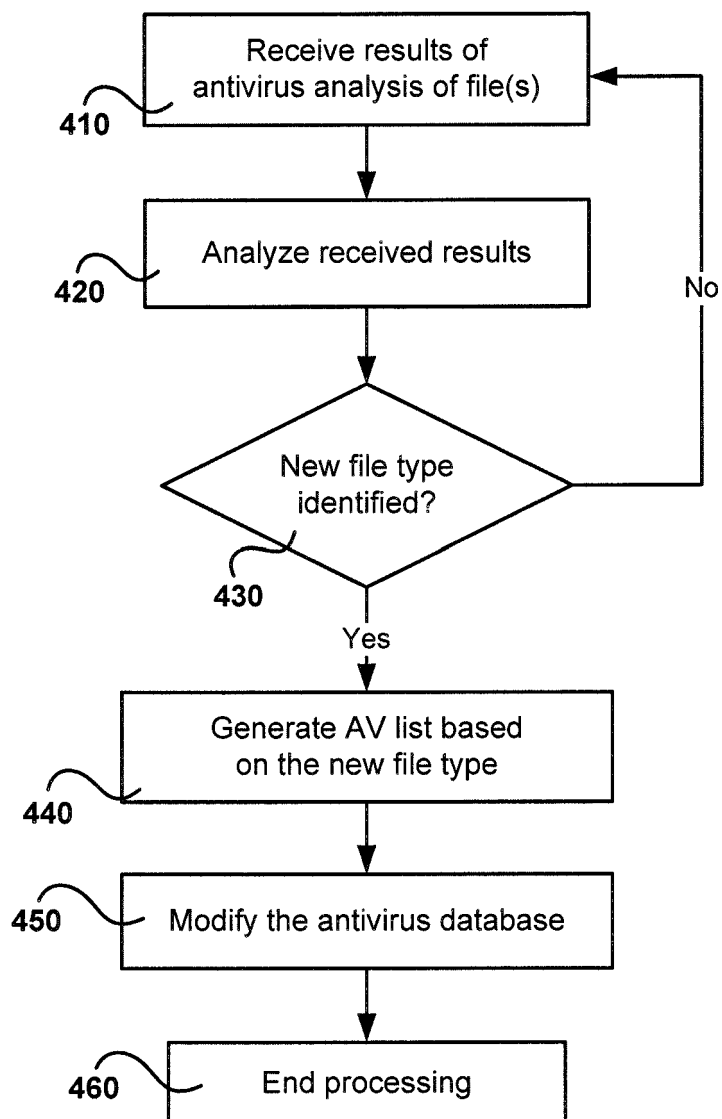 Receive results of
antivirus analysis of file(s)
410
Analyze received results
420
No
New file type
identified?
430
Yes
Generate AV list based
on the new file type
440
450
Modify the antivirus database
460
End processing